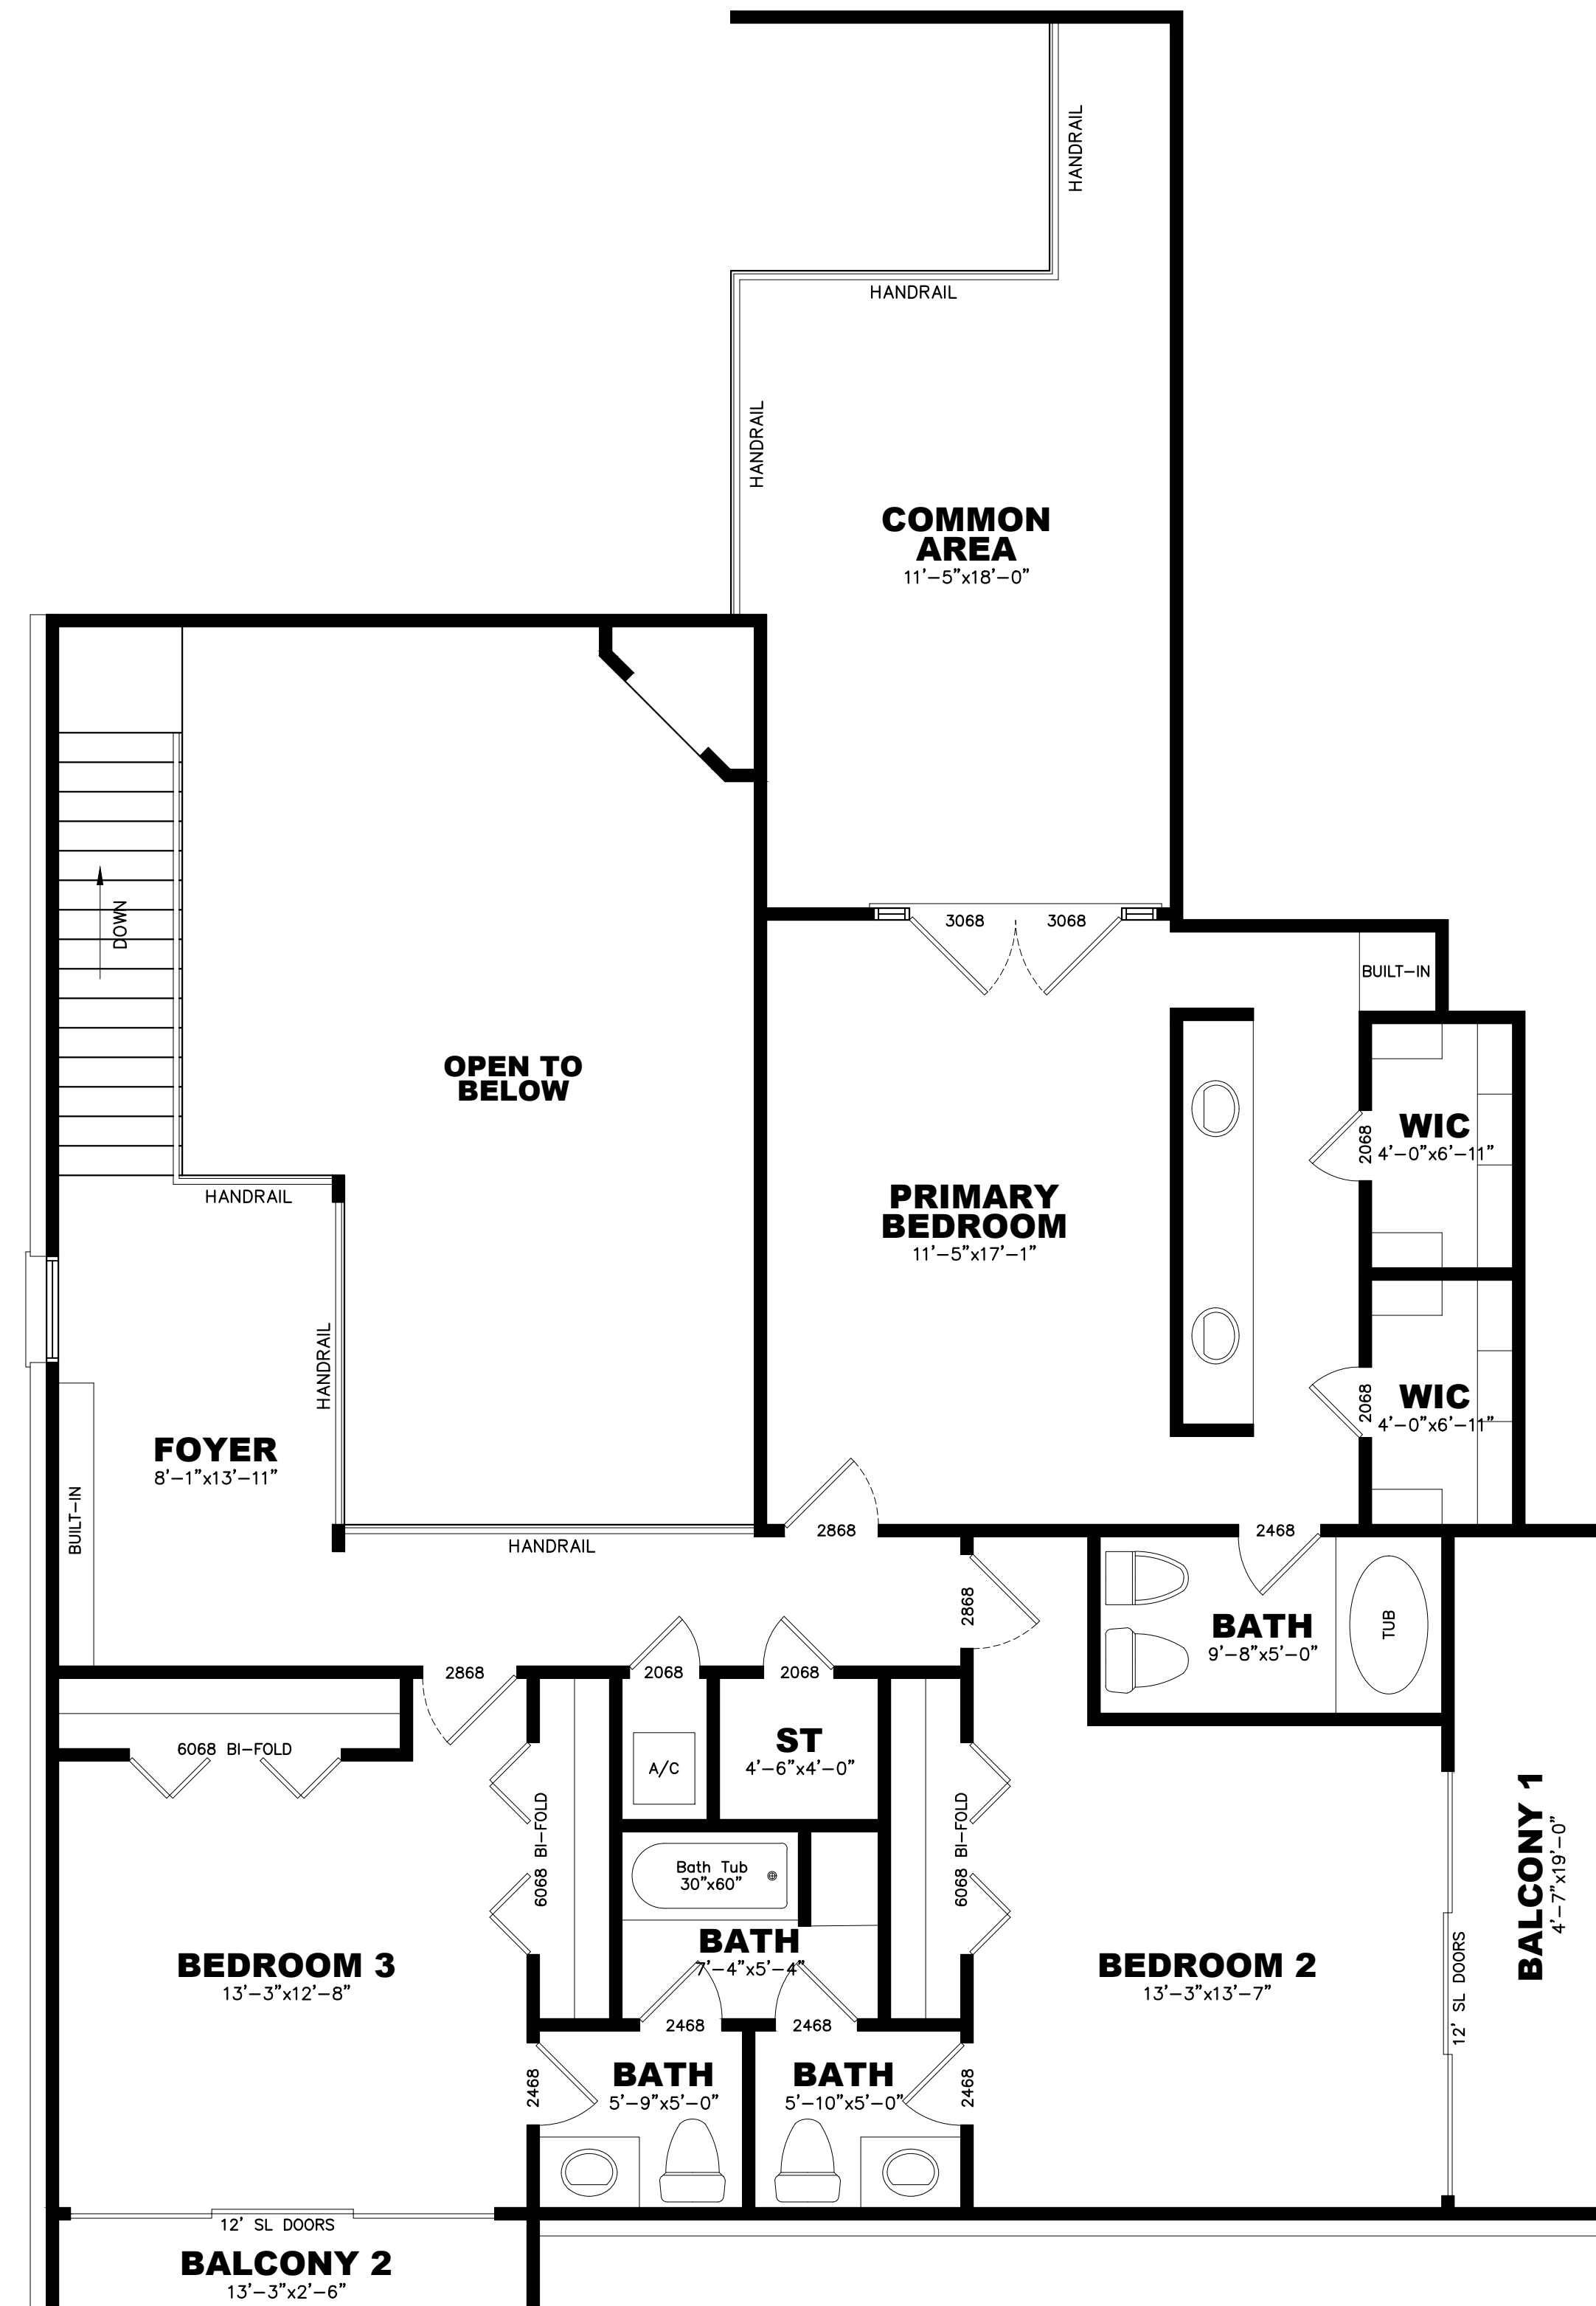 HANDRAIL
HANDRAIL
HANDRAIL
COMMON
AREA
11'-5"x18'-0"
3068
3068
DOWN
BUILT-IN
OPEN TO
BELOW
WIC
4'-0"x6'-11"
2068
HANDRAIL
PRIMARY
BEDROOM
11'-5"x17'-1"
HANDRAIL
WIC
4'-0"x6'-11"
2068
FOYER
8'-1"x13'-11"
BUILT-IN
HANDRAIL
2868
2468
2868
BATH
9'-8"x5'-0"
TUB
2868
2068
2068
6068 BI-FOLD
A/C
ST
4'-6"x4'-0"
6068 BI-FOLD
6068 BI-FOLD
Bath Tub
30"x60"
BATH
7'-4"x5'-4"
BEDROOM 3
13'-3"x12'-8"
BEDROOM 2
13'-3"x13'-7"
12' SL DOORS
BALCONY 1
4'-7"x19'-0"
2468
2468
2468
BATH
5'-9"x5'-0"
BATH
5'-10"x5'-0"
2468
12' SL DOORS
BALCONY 2
13'-3"x2'-6"